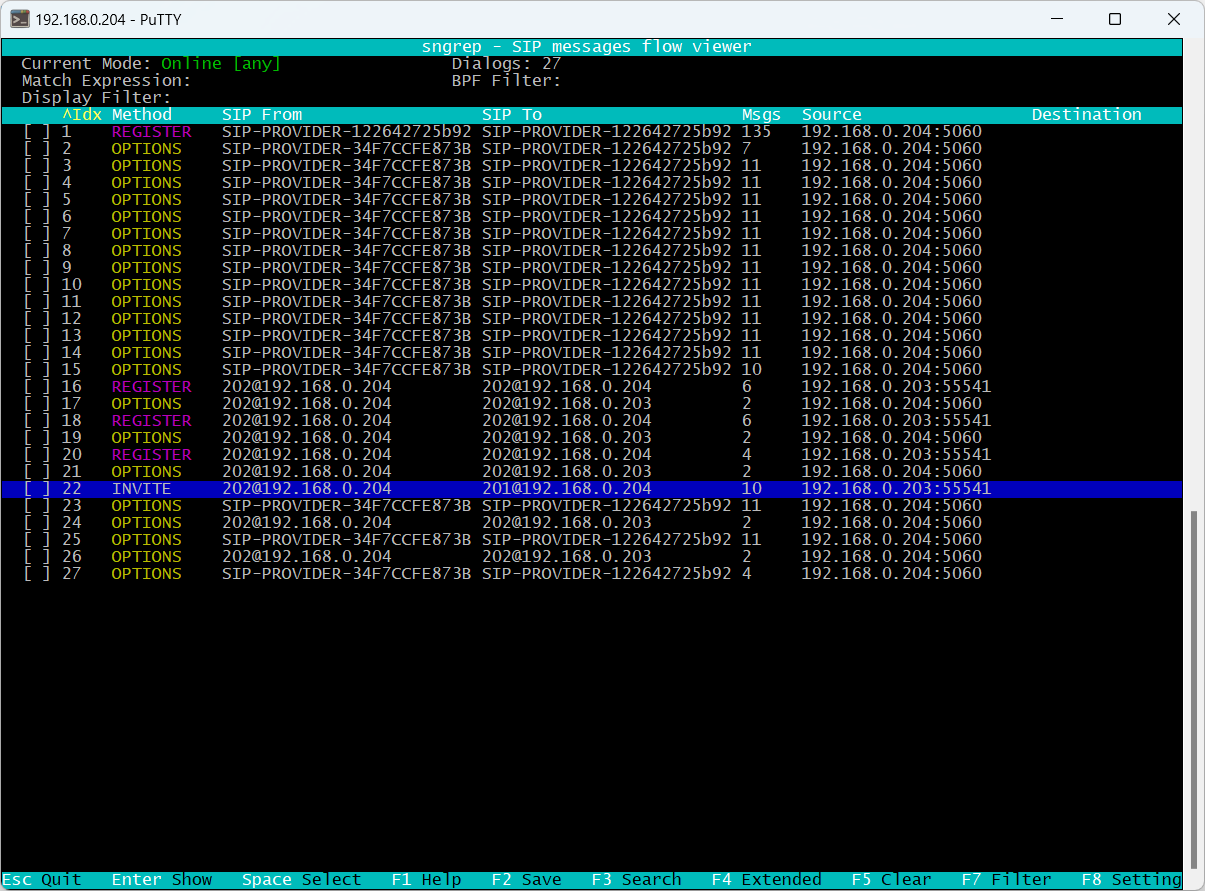 192.168.0.204 - PuTTY
sngrep - SIP messages flow viewer
Current Mode: Online [any] Dialogs: 27
Match Expression: BPF Filter:
Display Filter:
^Idx Method SIP From SIP To Msgs Source Destination
[ ] 1 REGISTER SIP-PROVIDER-122642725b92 SIP-PROVIDER-122642725b92 135 192.168.0.204:5060
[ ] 2 OPTIONS SIP-PROVIDER-34F7CCFE873B SIP-PROVIDER-122642725b92 7 192.168.0.204:5060
[ ] 3 OPTIONS SIP-PROVIDER-34F7CCFE873B SIP-PROVIDER-122642725b92 11 192.168.0.204:5060
[ ] 4 OPTIONS SIP-PROVIDER-34F7CCFE873B SIP-PROVIDER-122642725b92 11 192.168.0.204:5060
[ ] 5 OPTIONS SIP-PROVIDER-34F7CCFE873B SIP-PROVIDER-122642725b92 11 192.168.0.204:5060
[ ] 6 OPTIONS SIP-PROVIDER-34F7CCFE873B SIP-PROVIDER-122642725b92 11 192.168.0.204:5060
[ ] 7 OPTIONS SIP-PROVIDER-34F7CCFE873B SIP-PROVIDER-122642725b92 11 192.168.0.204:5060
[ ] 8 OPTIONS SIP-PROVIDER-34F7CCFE873B SIP-PROVIDER-122642725b92 11 192.168.0.204:5060
[ ] 9 OPTIONS SIP-PROVIDER-34F7CCFE873B SIP-PROVIDER-122642725b92 11 192.168.0.204:5060
[ ] 10 OPTIONS SIP-PROVIDER-34F7CCFE873B SIP-PROVIDER-122642725b92 11 192.168.0.204:5060
[ ] 11 OPTIONS SIP-PROVIDER-34F7CCFE873B SIP-PROVIDER-122642725b92 11 192.168.0.204:5060
[ ] 12 OPTIONS SIP-PROVIDER-34F7CCFE873B SIP-PROVIDER-122642725b92 11 192.168.0.204:5060
[ ] 13 OPTIONS SIP-PROVIDER-34F7CCFE873B SIP-PROVIDER-122642725b92 11 192.168.0.204:5060
[ ] 14 OPTIONS SIP-PROVIDER-34F7CCFE873B SIP-PROVIDER-122642725b92 11 192.168.0.204:5060
[ ] 15 OPTIONS SIP-PROVIDER-34F7CCFE873B SIP-PROVIDER-122642725b92 10 192.168.0.204:5060
[ ] 16 REGISTER 202@192.168.0.204 202@192.168.0.204 6 192.168.0.203:55541
[ ] 17 OPTIONS 202@192.168.0.204 202@192.168.0.203 2 192.168.0.204:5060
[ ] 18 REGISTER 202@192.168.0.204 202@192.168.0.204 6 192.168.0.203:55541
[ ] 19 OPTIONS 202@192.168.0.204 202@192.168.0.203 2 192.168.0.204:5060
[ ] 20 REGISTER 202@192.168.0.204 202@192.168.0.204 4 192.168.0.203:55541
[ ] 21 OPTIONS 202@192.168.0.204 202@192.168.0.203 2 192.168.0.204:5060
[ ] 22 INVITE 202@192.168.0.204 201@192.168.0.204 10 192.168.0.203:55541
[ ] 23 OPTIONS SIP-PROVIDER-34F7CCFE873B SIP-PROVIDER-122642725b92 11 192.168.0.204:5060
[ ] 24 OPTIONS 202@192.168.0.204 202@192.168.0.203 2 192.168.0.204:5060
[ ] 25 OPTIONS SIP-PROVIDER-34F7CCFE873B SIP-PROVIDER-122642725b92 11 192.168.0.204:5060
[ ] 26 OPTIONS 202@192.168.0.204 202@192.168.0.203 2 192.168.0.204:5060
[ ] 27 OPTIONS SIP-PROVIDER-34F7CCFE873B SIP-PROVIDER-122642725b92 4 192.168.0.204:5060
Esc Quit Enter Show Space Select F1 Help F2 Save F3 Search F4 Extended F5 Clear F7 Filter F8 Setting